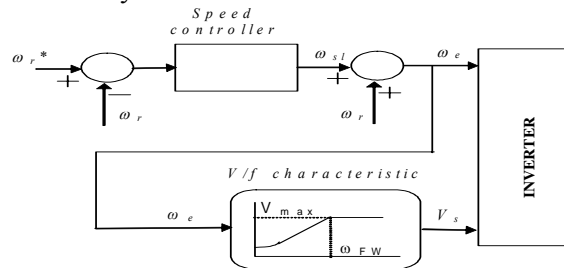 Speed
controller
ω r *
ω sl
ω e
+
−
+
+
ω r
ω r
V/f characteristic
INVERTER
ω e
V max
ω FW
V s